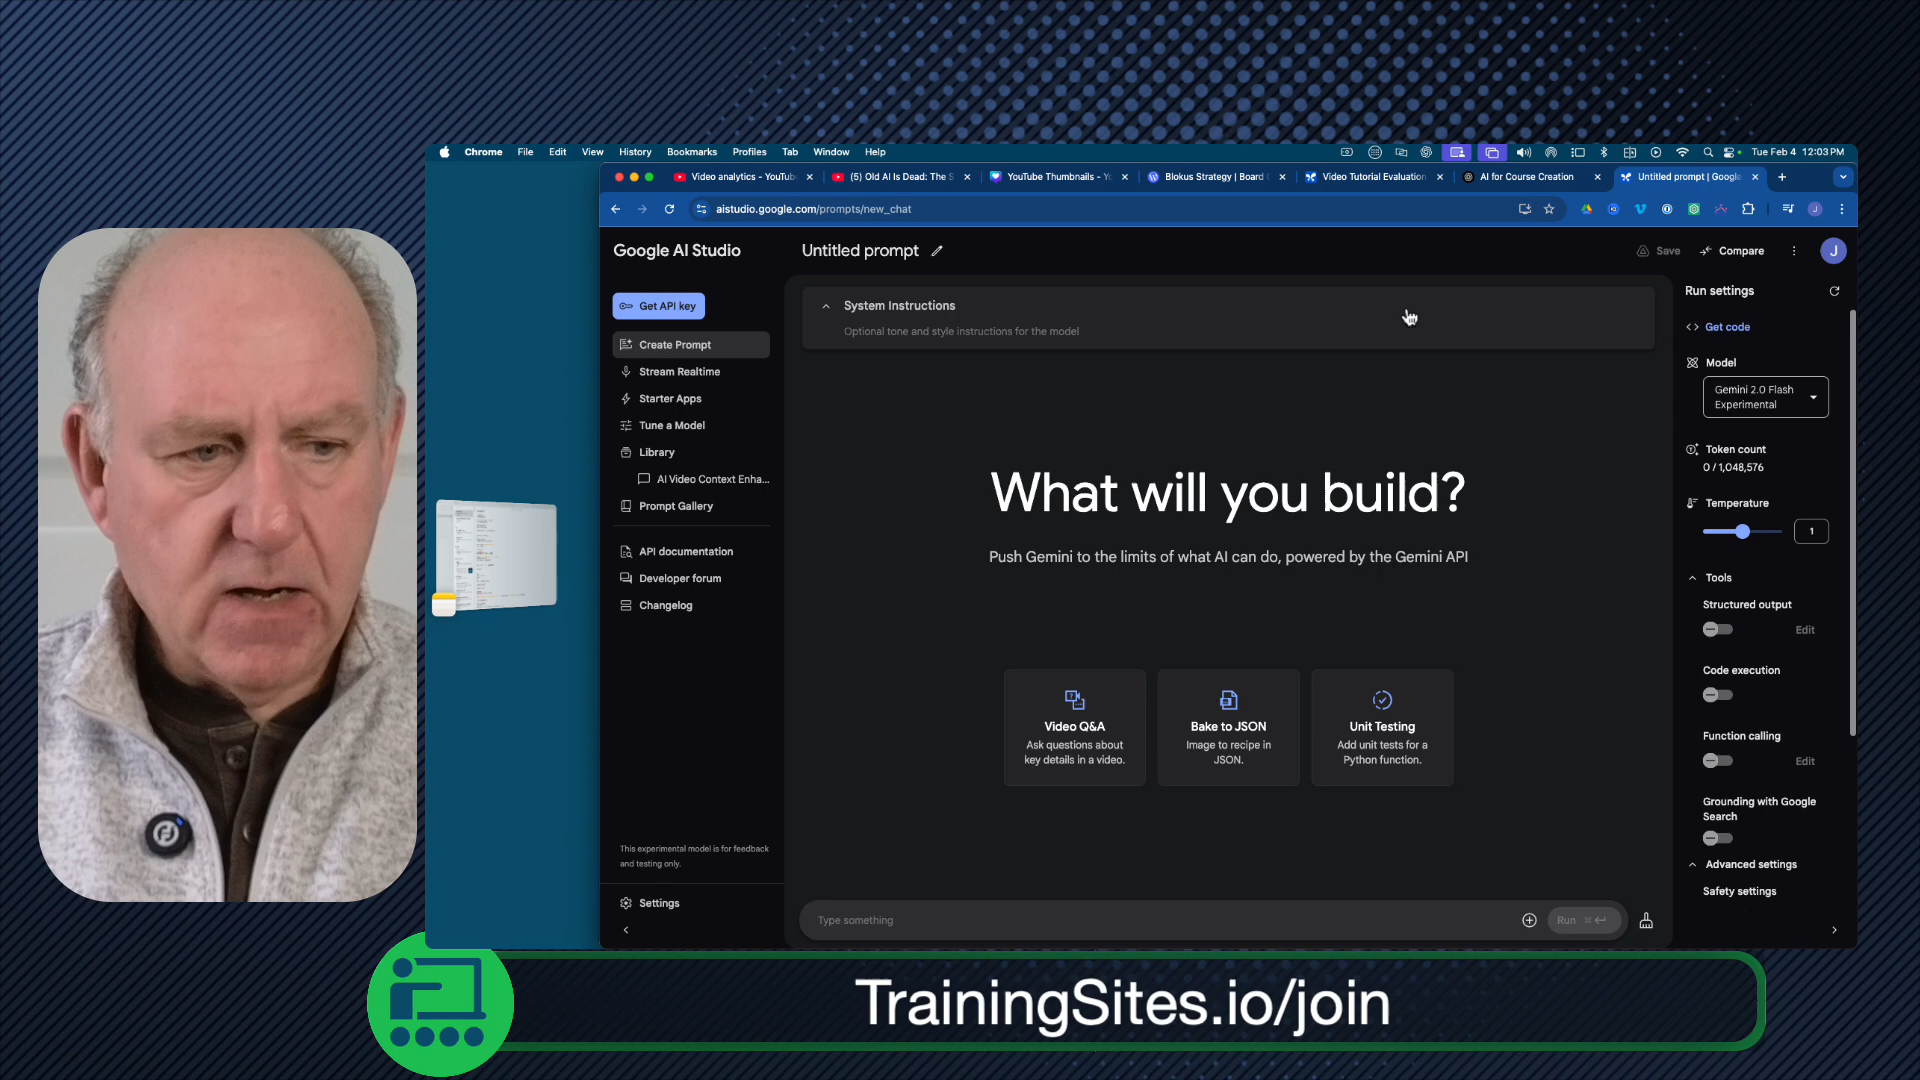 Chrome File Edit View History Bookmarks Profiles Tab Window Help
Tue Feb 4 12:03 PM
Video analytics - YouTub
(5) Old AI Is Dead: The S
YouTube Thumbnails - Yo
Blokus Strategy | Board G
Video Tutorial Evaluation
AI for Course Creation
Untitled prompt | Google
aistudio.google.com/prompts/new_chat
Google AI Studio
Untitled prompt
Save
Compare
J
Get API key
Create Prompt
Stream Realtime
Starter Apps
Tune a Model
Library
AI Video Context Enha...
Prompt Gallery
API documentation
Developer forum
Changelog
This experimental model is for feedback
and testing only.
Settings
System Instructions
Optional tone and style instructions for the model
What will you build?
Push Gemini to the limits of what AI can do, powered by the Gemini API
Video Q&A
Ask questions about
key details in a video.
Bake to JSON
Image to recipe in
JSON.
Unit Testing
Add unit tests for a
Python function.
Type something
Run
Run settings
Get code
Model
Gemini 2.0 Flash
Experimental
Token count
0 / 1,048,576
Temperature
1
Tools
Structured output
Edit
Code execution
Function calling
Edit
Grounding with Google
Search
Advanced settings
Safety settings
TrainingSites.io/join